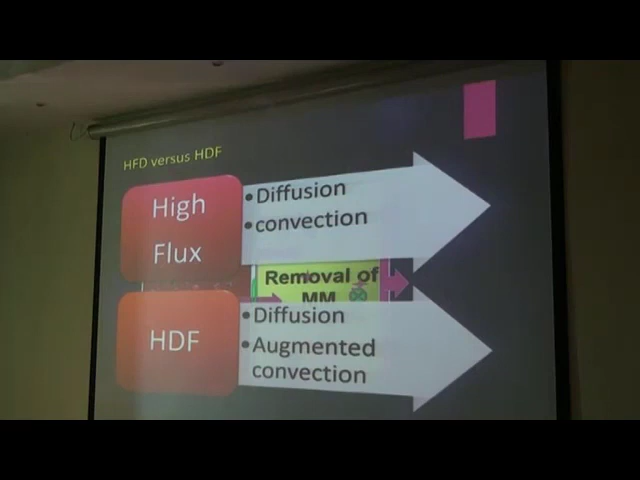 HFD versus HDF
High
Flux
• Diffusion
• convection
Removal of
MM
HDF
• Diffusion
• Augmented
convection